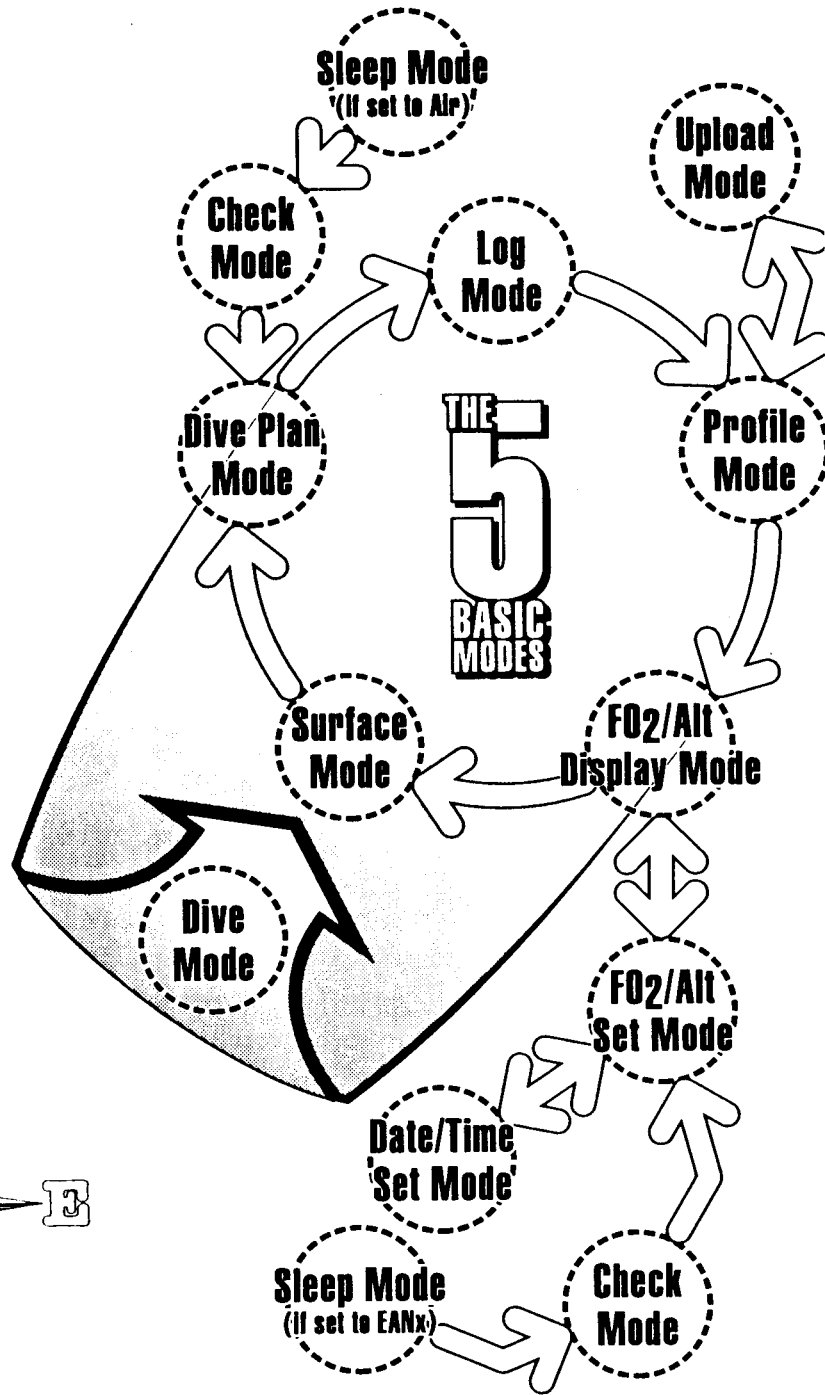 Sleep Mode
(If set to Air)
Upload
Mode
Check
Mode
Log
Mode
THE
5
BASIC
MODES
Dive Plan
Mode
Profile
Mode
Surface
Mode
FO2/Alt
Display Mode
Dive
Mode
FO2/Alt
Set Mode
Date/Time
Set Mode
E
Sleep Mode
(If set to EANx)
Check
Mode